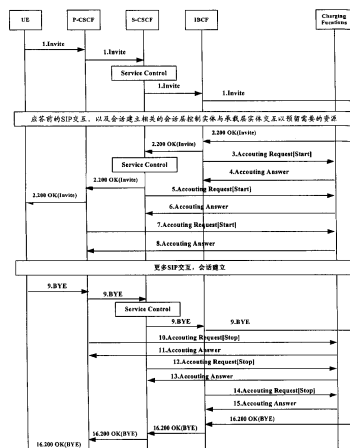 UE
P-CSCF
S-CSCF
IBCF
Charging
Fucations
1.Invite
1.Invite
Service Control
1.Invite
1.Invite
应答前的SIP交互，以及会话建立相关的会话层控制实体与承载层实体交互以预留需要的资源
2.200 OK(Invite)
2.200 OK(Invite)
3.Accouting Request[Start]
Service Control
4.Accouting Answer
2.200 OK(Invite)
5.Accouting Request[Start]
2.200 OK(Invite)
6.Accouting Answer
7.Accouting Request[Start]
8.Accouting Answer
更多SIP交互，会话建立
9.BYE
9.BYE
Service Control
9.BYE
9.BYE
10.Accouting Request[Stop]
11.Accouting Answer
12.Accouting Request[Stop]
13.Accouting Answer
14.Accouting Request[Stop]
15.Accouting Answer
16.200 OK(BYE)
16.200 OK(BYE)
16.200 OK(BYE)
16.200 OK(BYE)